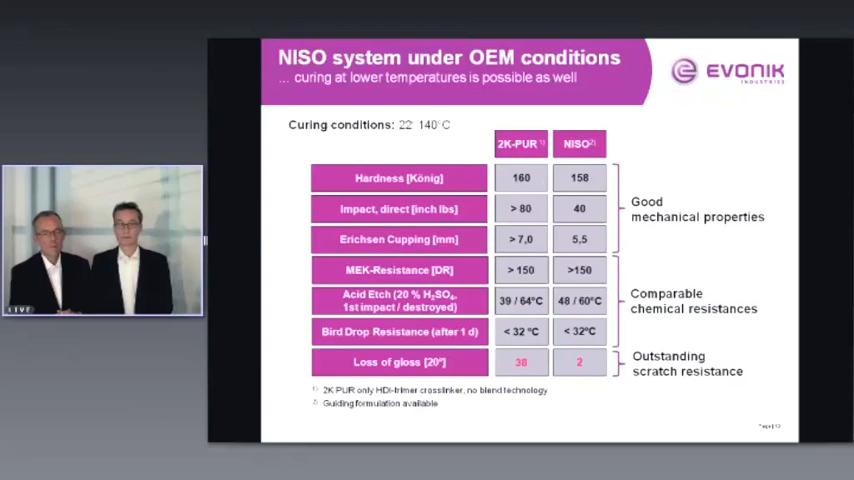 NISO system under OEM conditions
... curing at lower temperatures is possible as well
EVONIK
INDUSTRIES
Curing conditions: 22' 140°C
2K-PUR 1) NISO 2)
Hardness [König] 160 158
Impact, direct [inch lbs] > 80 40
Erichsen Cupping [mm] > 7,0 5,5
Good
mechanical properties
MEK-Resistance [DR] > 150 >150
Acid Etch (20 % H2SO4,
1st impact / destroyed) 39 / 64°C 48 / 60°C
Bird Drop Resistance (after 1 d) < 32 °C < 32°C
Comparable
chemical resistances
Loss of gloss [20°] 38 2
Outstanding
scratch resistance
1) 2K PUR only HDI-trimer crosslinker, no blend technology
2) Guiding formulation available
LIVE